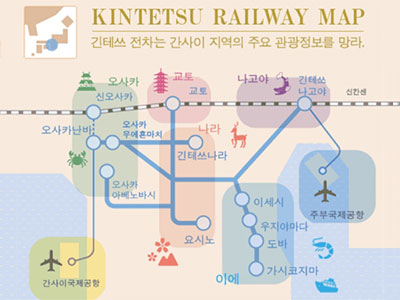 KINTETSU RAILWAY MAP
긴테쓰 전차는 간사이 지역의 주요 관광정보를 망라.
오사카
신오사카
교토
교토
나고야
긴테쓰
나고야
신칸센
오사카난바
오사카
우에혼마치
나라
긴테쓰나라
오사카
아베노바시
이세시
우지야마다
도바
가시코지마
이세
요시노
간사이국제공항
주부국제공항